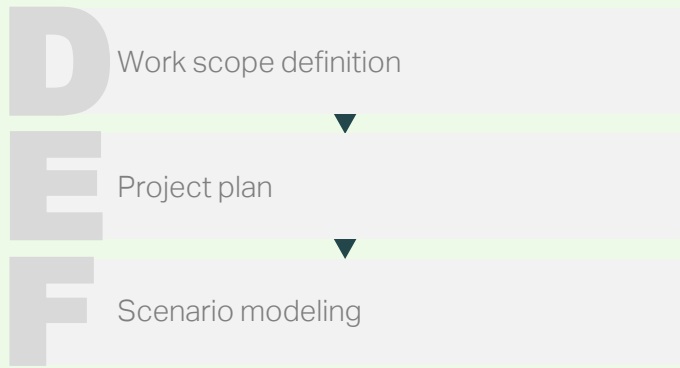 D Work scope definition
E Project plan
F Scenario modeling